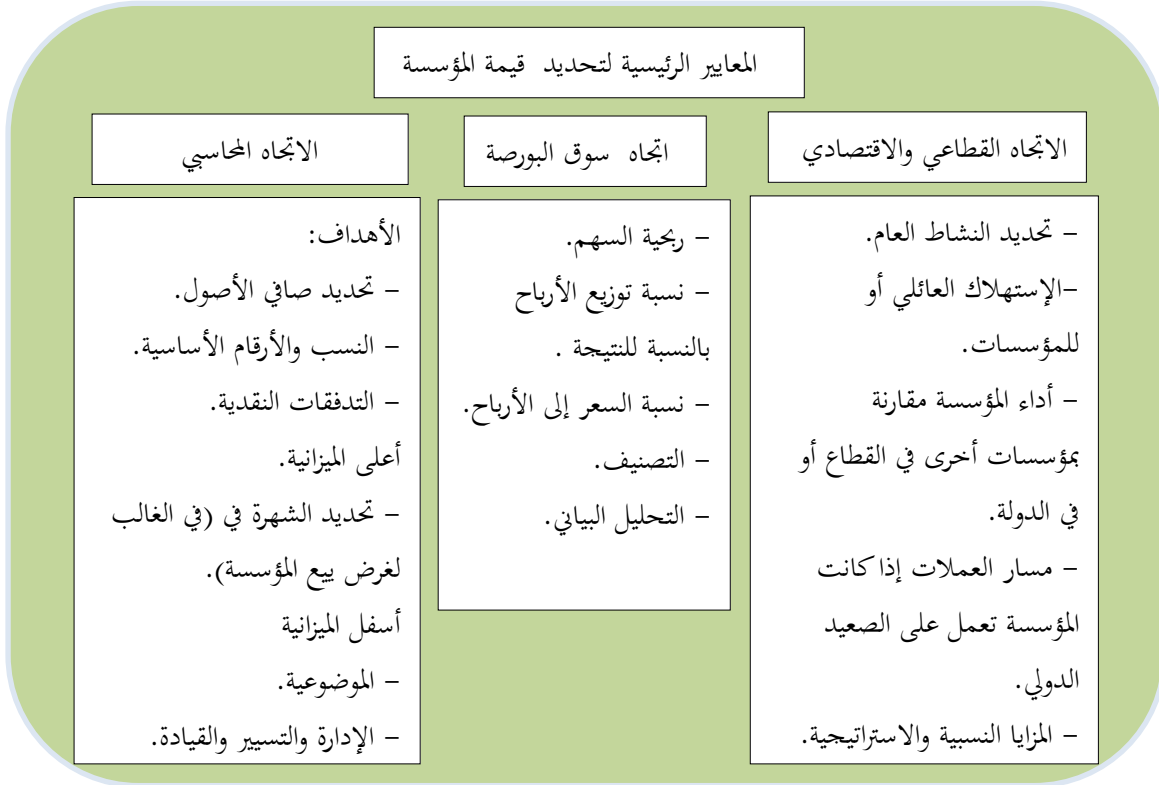 المعايير الرئيسية لتحديد قيمة المؤسسة
الاتجاه القطاعي والاقتصادي
– تحديد النشاط العام.
–الإستهلاك العائلي أو
للمؤسسات.
– أداء المؤسسة مقارنة
بمؤسسات أخرى في القطاع أو
في الدولة.
– مسار العملات إذا كانت
المؤسسة تعمل على الصعيد
الدولي.
– المزايا النسبية والاستراتيجية.
اتجاه سوق البورصة
– ربحية السهم.
– نسبة توزيع الأرباح
بالنسبة للنتيجة .
– نسبة السعر إلى الأرباح.
– التصنيف.
– التحليل البياني.
الاتجاه المحاسبي
الأهداف:
– تحديد صافي الأصول.
– النسب والأرقام الأساسية.
– التدفقات النقدية.
أعلى الميزانية.
– تحديد الشهرة في (في الغالب
لغرض بيع المؤسسة).
أسفل الميزانية
– الموضوعية.
– الإدارة والتسيير والقيادة.